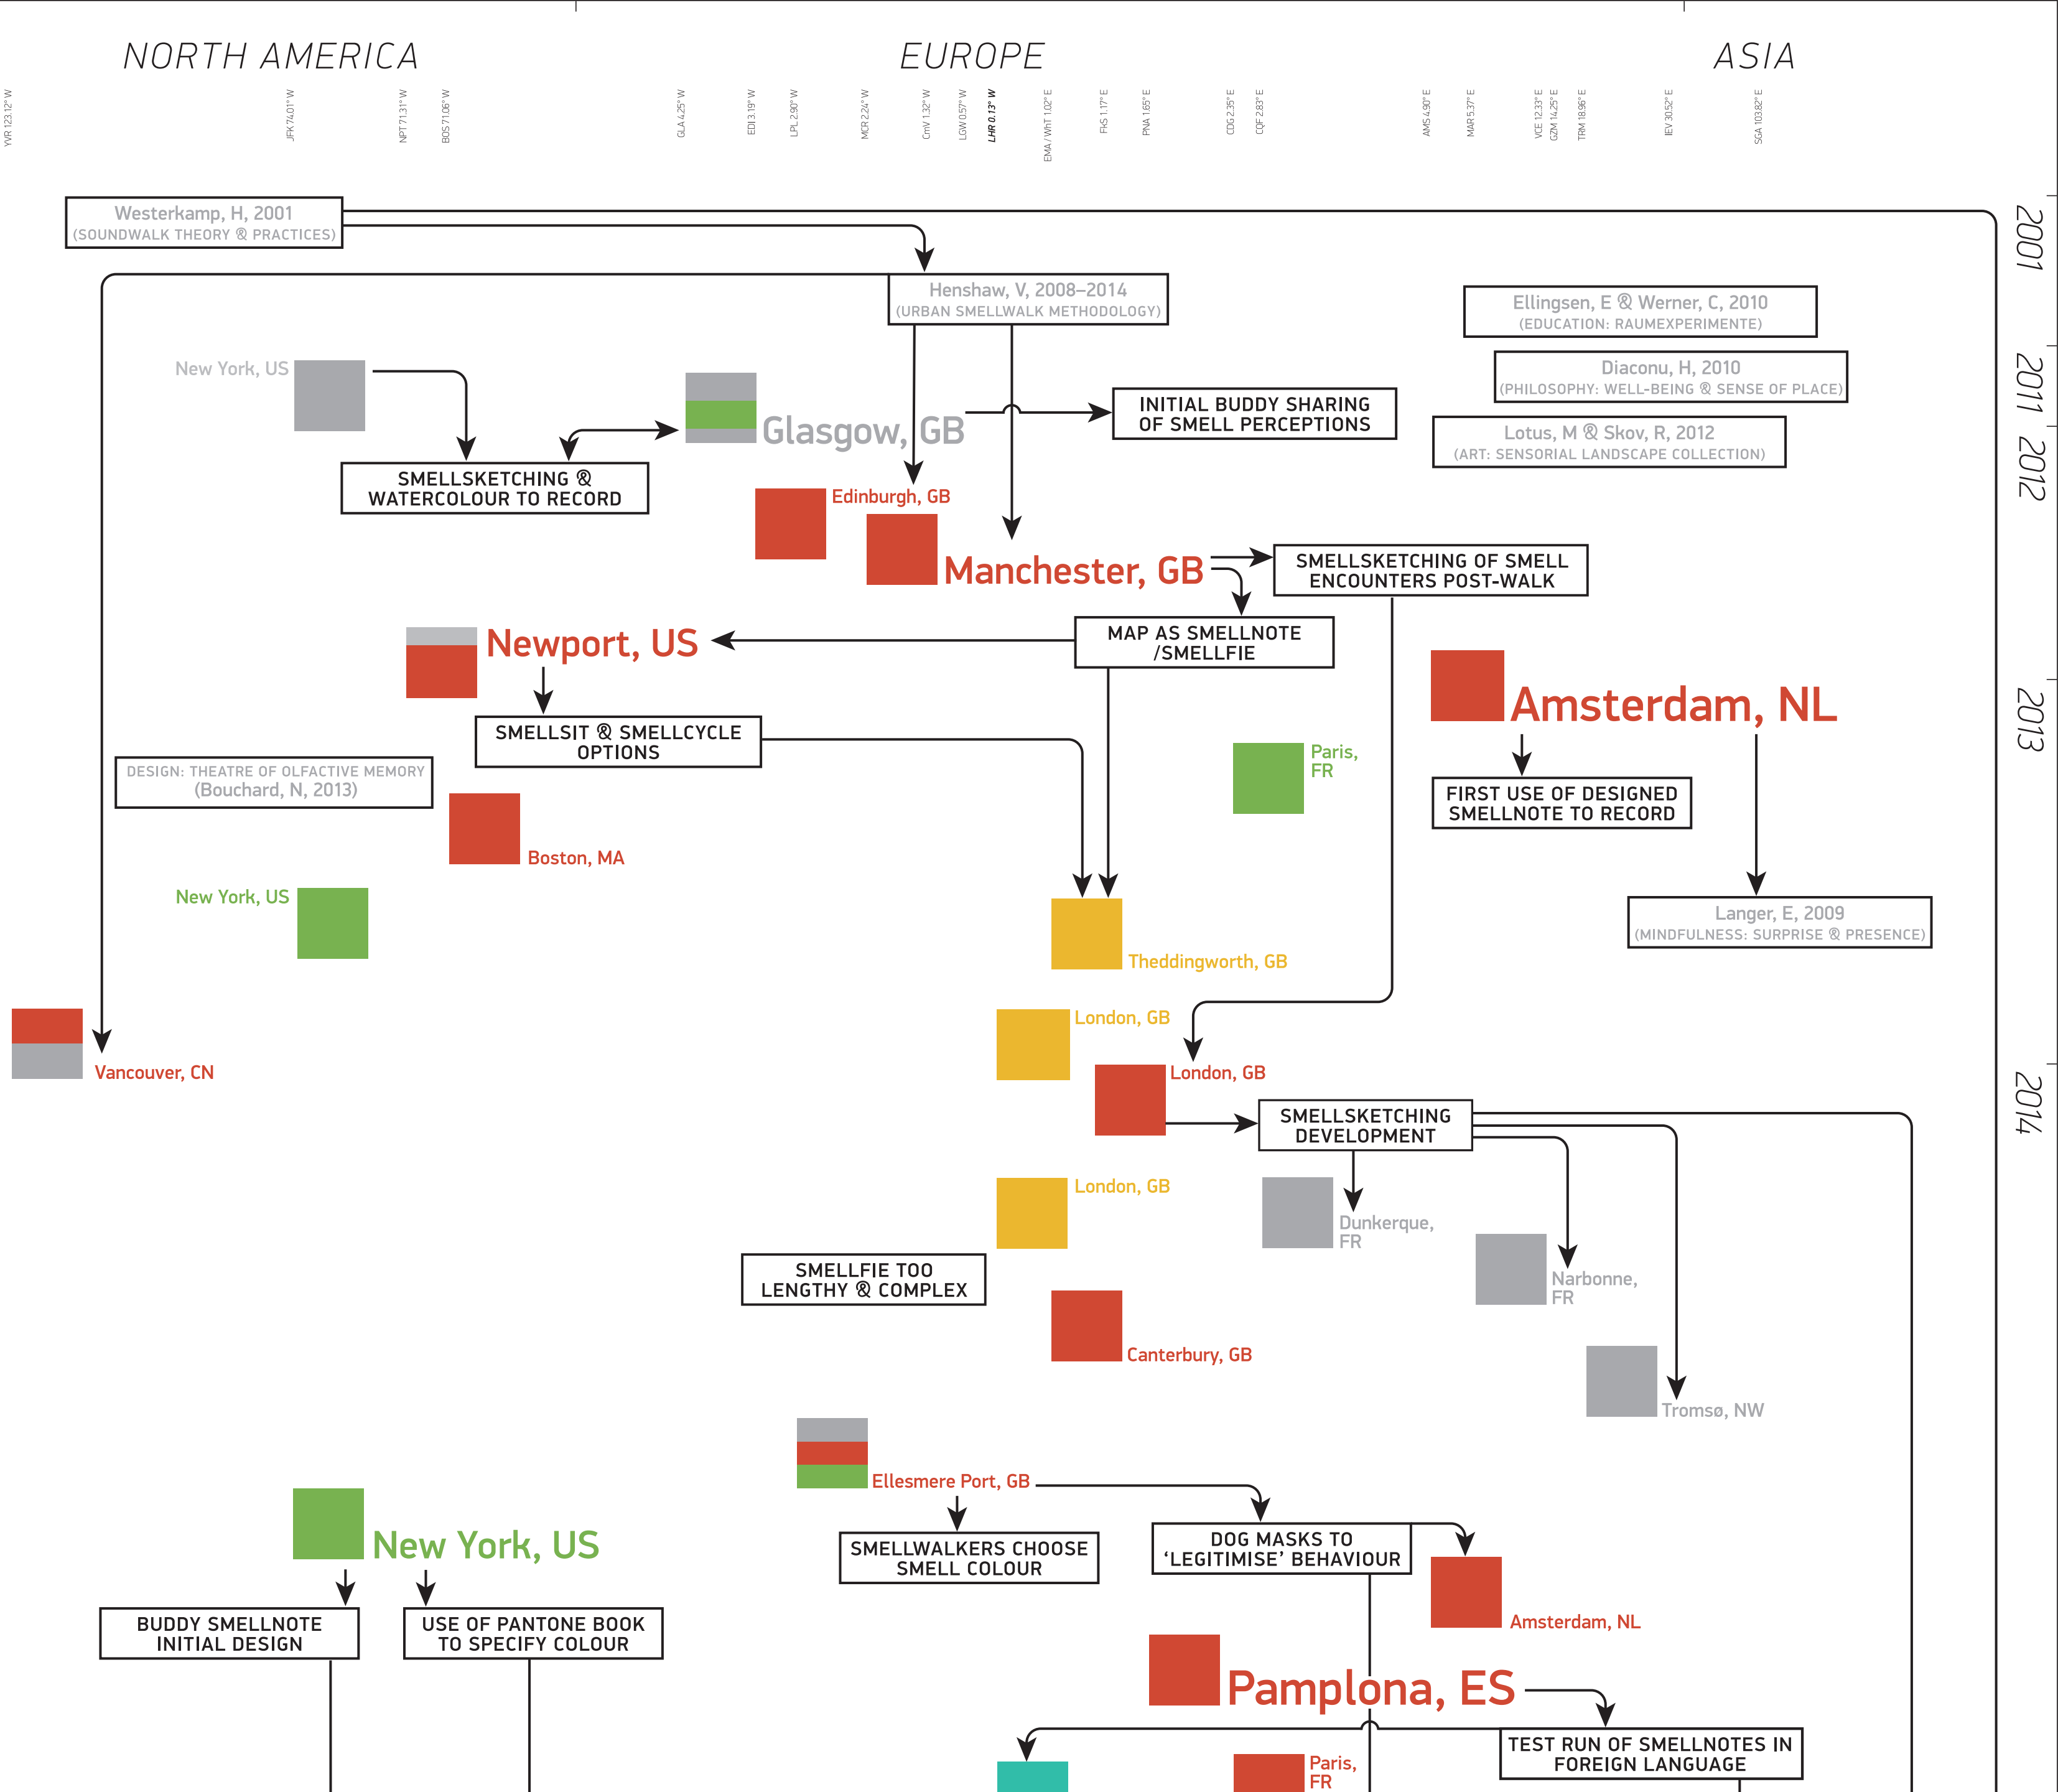 NORTH AMERICA
EUROPE
ASIA
YVR 123.12° W
JFK 74.01° W
NPT 71.31° W
BOS 71.06° W
GLA 4.25° W
EDI 3.19° W
LPL 2.90° W
MCR 2.24° W
CmV 1.32° W
LGW 0.57° W
LHR 0.13° W
EMA / WhT 1.02° E
FkS 1.17° E
PNA 1.65° E
CDG 2.35° E
CQF 2.83° E
AMS 4.90° E
MAR 5.37° E
VCE 12.33° E
GZM 14.25° E
TRM 18.96° E
IEV 30.52° E
SGA 103.82° E
Westerkamp, H, 2001
(SOUNDWALK THEORY & PRACTICES)
2001
Henshaw, V, 2008–2014
(URBAN SMELLWALK METHODOLOGY)
Ellingsen, E & Werner, C, 2010
(EDUCATION: RAUMEXPERIMENTE)
Diaconu, H, 2010
(PHILOSOPHY: WELL-BEING & SENSE OF PLACE)
2011
New York, US
Glasgow, GB
INITIAL BUDDY SHARING
OF SMELL PERCEPTIONS
Lotus, M & Skov, R, 2012
(ART: SENSORIAL LANDSCAPE COLLECTION)
2012
SMELLSKETCHING &
WATERCOLOUR TO RECORD
Edinburgh, GB
Manchester, GB
SMELLSKETCHING OF SMELL
ENCOUNTERS POST-WALK
Newport, US
MAP AS SMELLNOTE
/SMELLFIE
Amsterdam, NL
2013
SMELLSIT & SMELLCYCLE
OPTIONS
Paris,
FR
DESIGN: THEATRE OF OLFACTIVE MEMORY
(Bouchard, N, 2013)
FIRST USE OF DESIGNED
SMELLNOTE TO RECORD
Boston, MA
New York, US
Langer, E, 2009
(MINDFULNESS: SURPRISE & PRESENCE)
Theddingworth, GB
London, GB
Vancouver, CN
London, GB
2014
SMELLSKETCHING
DEVELOPMENT
London, GB
Dunkerque,
FR
SMELLFIE TOO
LENGTHY & COMPLEX
Narbonne,
FR
Canterbury, GB
Tromsø, NW
Ellesmere Port, GB
New York, US
SMELLWALKERS CHOOSE
SMELL COLOUR
DOG MASKS TO
‘LEGITIMISE’ BEHAVIOUR
BUDDY SMELLNOTE
INITIAL DESIGN
USE OF PANTONE BOOK
TO SPECIFY COLOUR
Amsterdam, NL
Pamplona, ES
TEST RUN OF SMELLNOTES IN
FOREIGN LANGUAGE
Paris,
FR